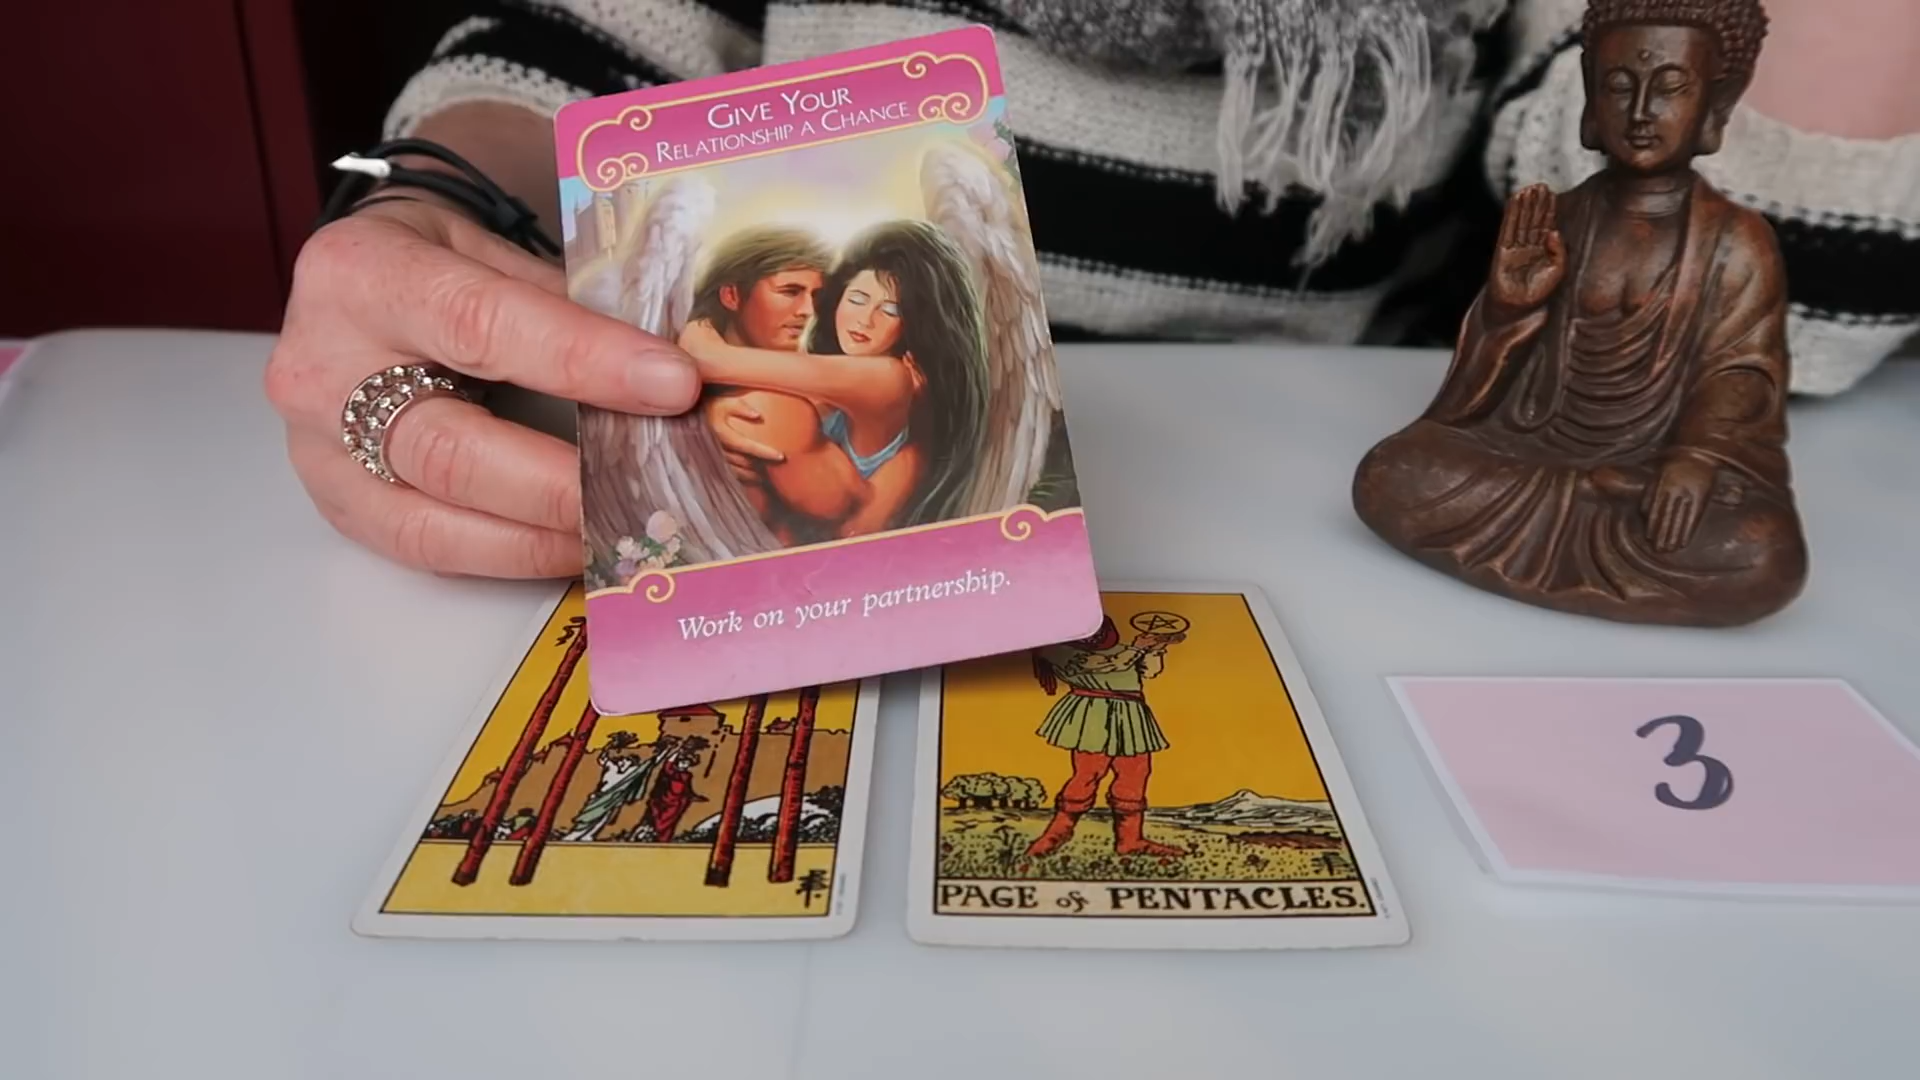 GIVE YOUR
RELATIONSHIP A CHANCE
Work on your partnership.
PAGE of PENTACLES.
3